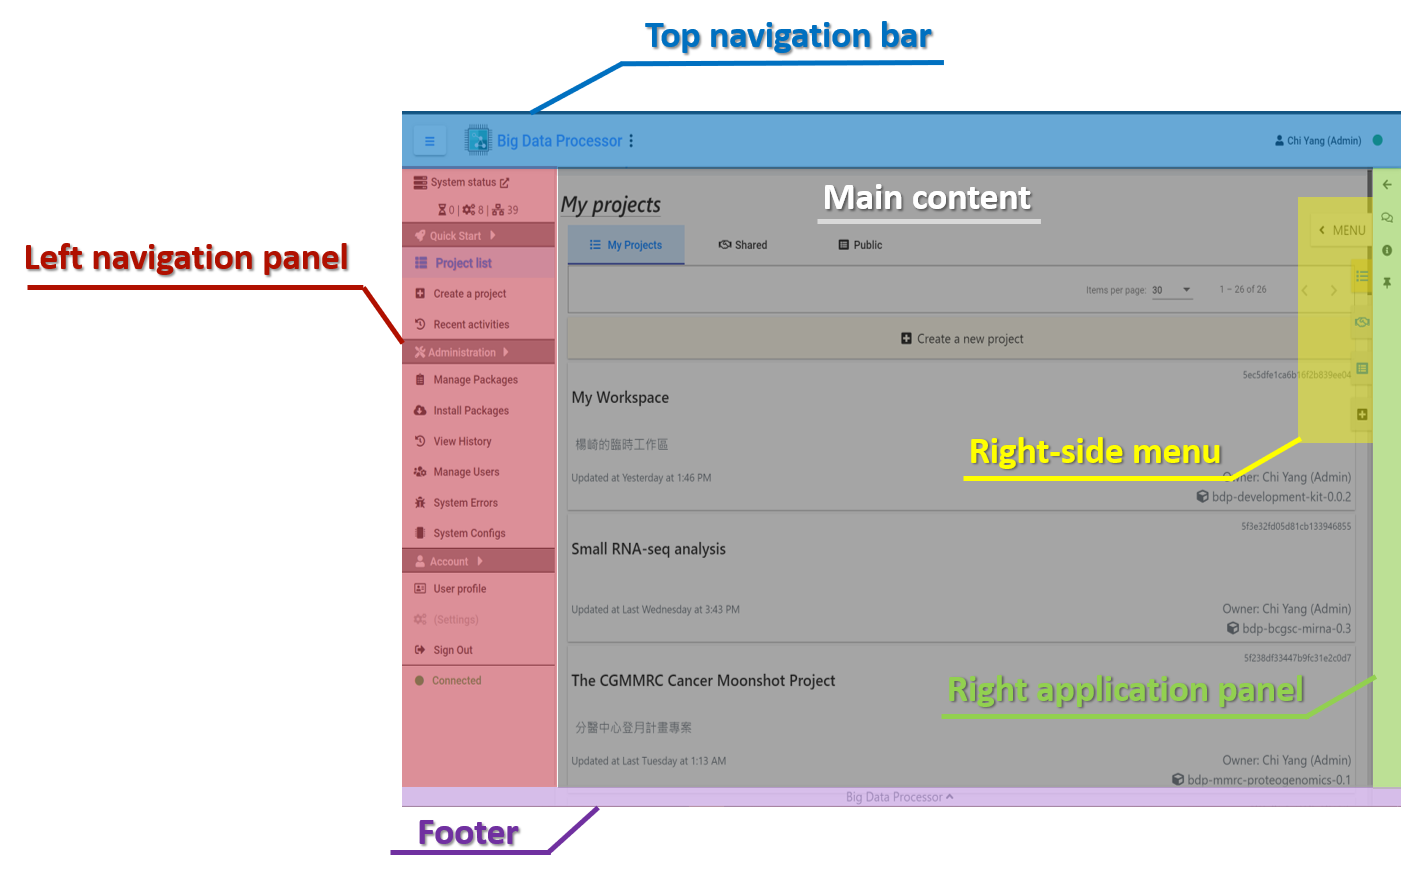 Top navigation bar
Big Data Processor
Chi Yang (Admin)
Left navigation panel
System status
0 | 8 | 39
Quick Start
Project list
Create a project
Recent activities
Administration
Manage Packages
Install Packages
View History
Manage Users
System Errors
System Configs
Account
User profile
(Settings)
Sign Out
Connected
My projects
Main content
MENU
My Projects
Shared
Public
Items per page: 30
1 – 26 of 26
Create a new project
5ec5dfe1ca6b16f2b839ee04
My Workspace
楊崎的臨時工作區
Right-side menu
Updated at Yesterday at 1:46 PM
Owner: Chi Yang (Admin)
bdp-development-kit-0.0.2
5f3e32fd05d81cb133946855
Small RNA-seq analysis
Updated at Last Wednesday at 3:43 PM
Owner: Chi Yang (Admin)
bdp-bcgsc-mirna-0.3
5f238df33447b9fc31e2c0d7
The CGMMRC Cancer Moonshot Project
Right application panel
分醫中心登月計畫專案
Updated at Last Tuesday at 1:13 AM
Owner: Chi Yang (Admin)
bdp-mmrc-proteogenomics-0.1
Big Data Processor
Footer